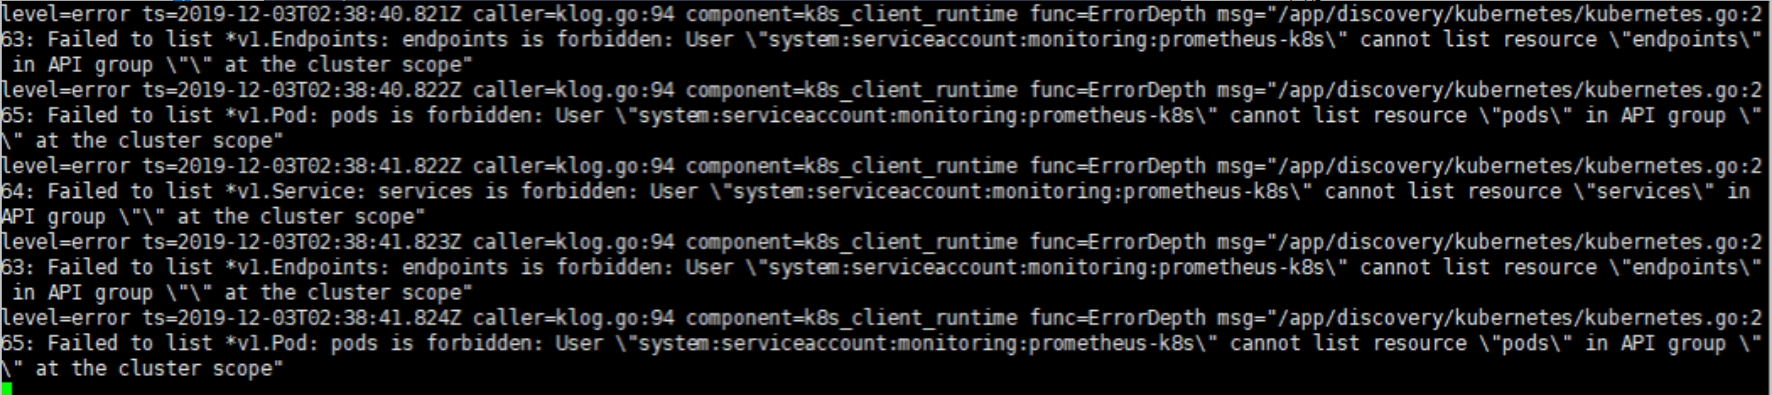 level=error ts=2019-12-03T02:38:40.821Z caller=klog.go:94 component=k8s_client_runtime func=ErrorDepth msg="/app/discovery/kubernetes/kubernetes.go:2
63: Failed to list *v1.Endpoints: endpoints is forbidden: User \"system:serviceaccount:monitoring:prometheus-k8s\" cannot list resource \"endpoints\"
 in API group \"\" at the cluster scope"
level=error ts=2019-12-03T02:38:40.822Z caller=klog.go:94 component=k8s_client_runtime func=ErrorDepth msg="/app/discovery/kubernetes/kubernetes.go:2
65: Failed to list *v1.Pod: pods is forbidden: User \"system:serviceaccount:monitoring:prometheus-k8s\" cannot list resource \"pods\" in API group \"
\" at the cluster scope"
level=error ts=2019-12-03T02:38:41.822Z caller=klog.go:94 component=k8s_client_runtime func=ErrorDepth msg="/app/discovery/kubernetes/kubernetes.go:2
64: Failed to list *v1.Service: services is forbidden: User \"system:serviceaccount:monitoring:prometheus-k8s\" cannot list resource \"services\" in
API group \"\" at the cluster scope"
level=error ts=2019-12-03T02:38:41.823Z caller=klog.go:94 component=k8s_client_runtime func=ErrorDepth msg="/app/discovery/kubernetes/kubernetes.go:2
63: Failed to list *v1.Endpoints: endpoints is forbidden: User \"system:serviceaccount:monitoring:prometheus-k8s\" cannot list resource \"endpoints\"
 in API group \"\" at the cluster scope"
level=error ts=2019-12-03T02:38:41.824Z caller=klog.go:94 component=k8s_client_runtime func=ErrorDepth msg="/app/discovery/kubernetes/kubernetes.go:2
65: Failed to list *v1.Pod: pods is forbidden: User \"system:serviceaccount:monitoring:prometheus-k8s\" cannot list resource \"pods\" in API group \"
\" at the cluster scope"